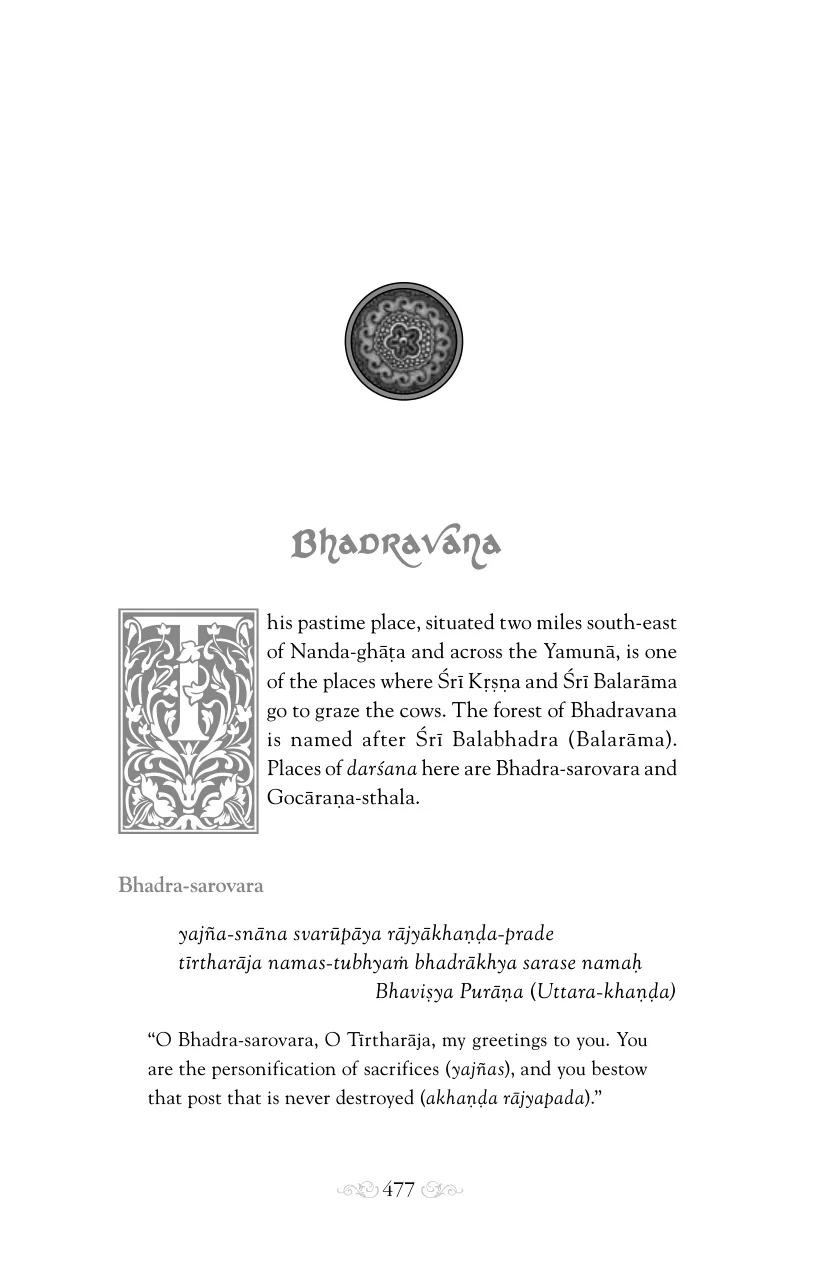 Bhadravana
This pastime place, situated two miles south-east
of Nanda-ghāṭa and across the Yamunā, is one
of the places where Śrī Kṛṣṇa and Śrī Balarāma
go to graze the cows. The forest of Bhadravana
is named after Śrī Balabhadra (Balarāma).
Places of darśana here are Bhadra-sarovara and
Gocāraṇa-sthala.
Bhadra-sarovara
yajña-snāna svarūpāya rājyākhaṇḍa-prade
tīrtharāja namas-tubhyaṁ bhadrākhya sarase namaḥ
Bhaviṣya Purāṇa (Uttara-khaṇḍa)
“O Bhadra-sarovara, O Tīrtharāja, my greetings to you. You
are the personification of sacrifices (yajñas), and you bestow
that post that is never destroyed (akhaṇḍa rājyapada).”
477